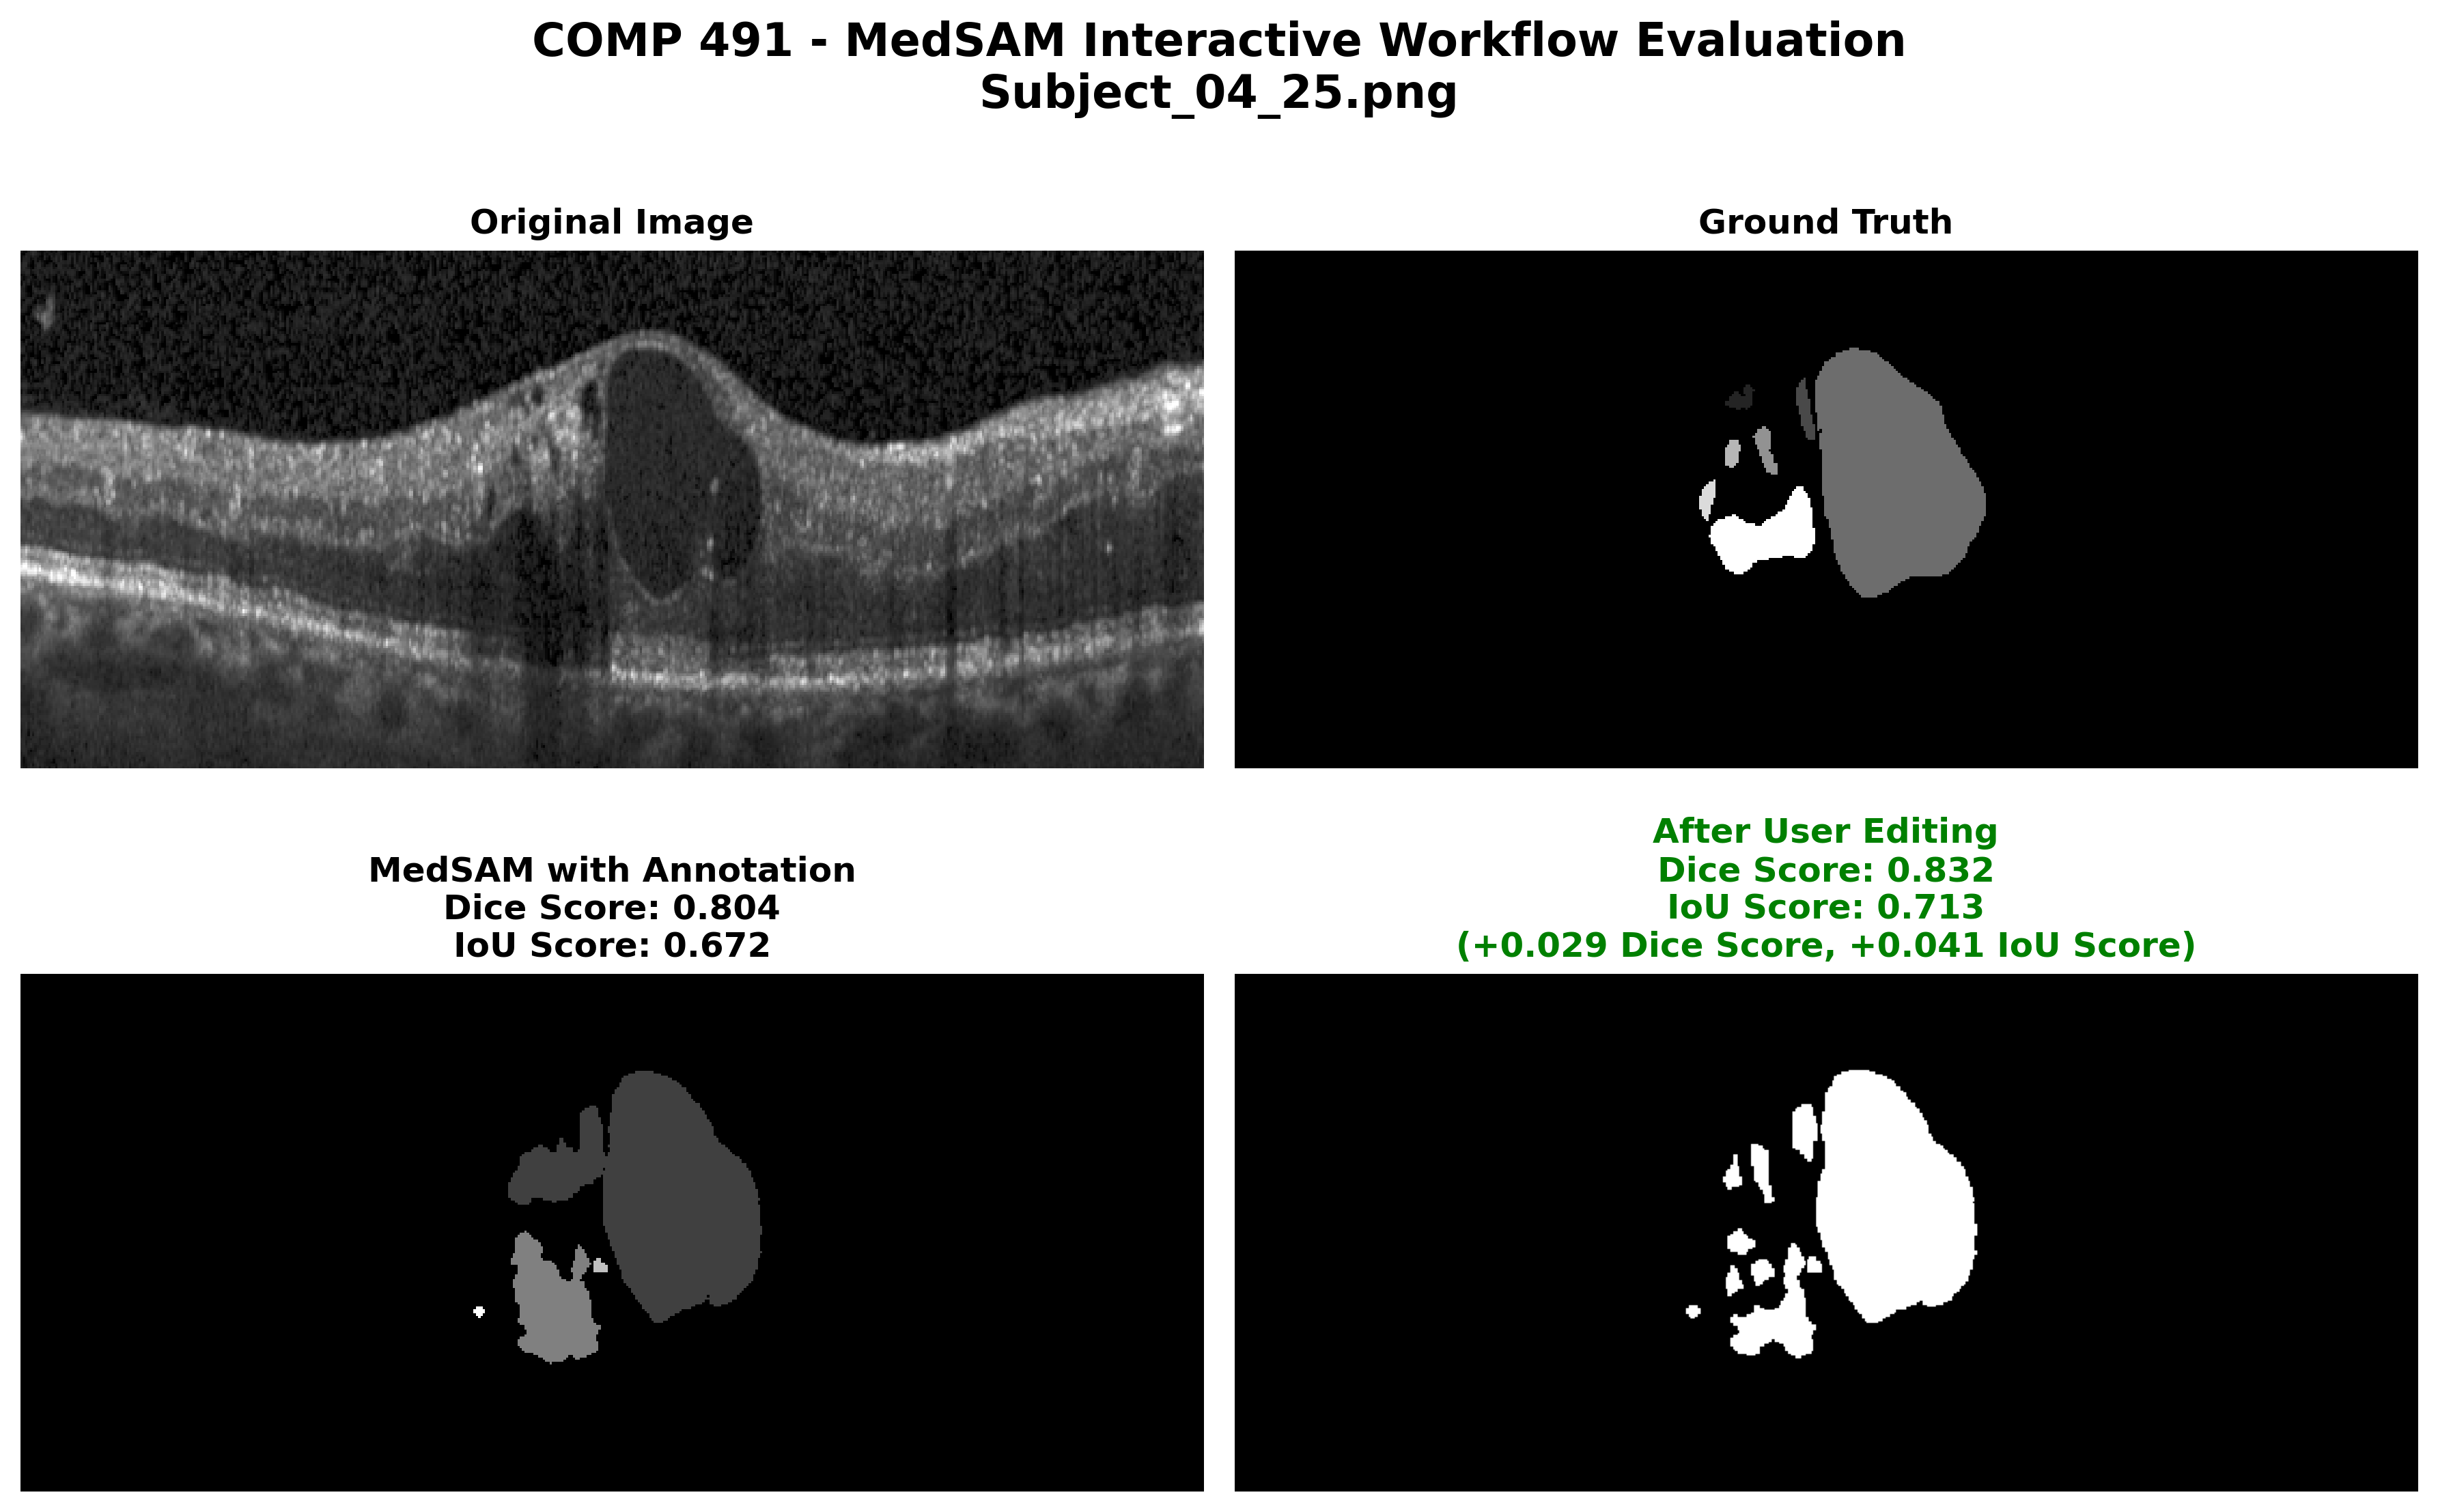 COMP 491 - MedSAM Interactive Workflow Evaluation
Subject_04_25.png
Original Image
Ground Truth
MedSAM with Annotation
Dice Score: 0.804
IoU Score: 0.672
After User Editing
Dice Score: 0.832
IoU Score: 0.713
(+0.029 Dice Score, +0.041 IoU Score)